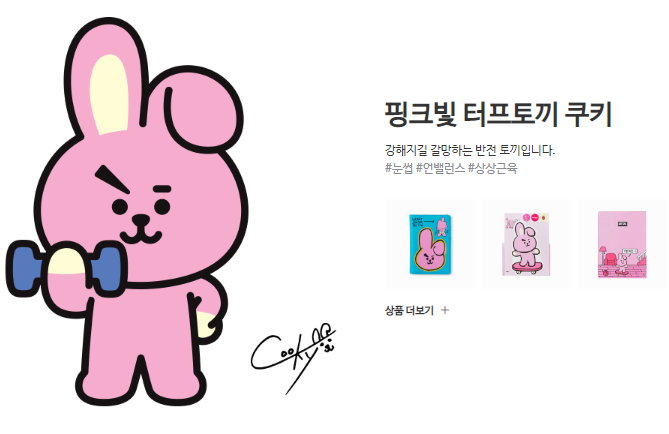 핑크빛 터프토끼 쿠키
강해지길 갈망하는 반전 토끼입니다.
#눈썹 #언밸런스 #상상근육
상품 더보기 +
Cooky